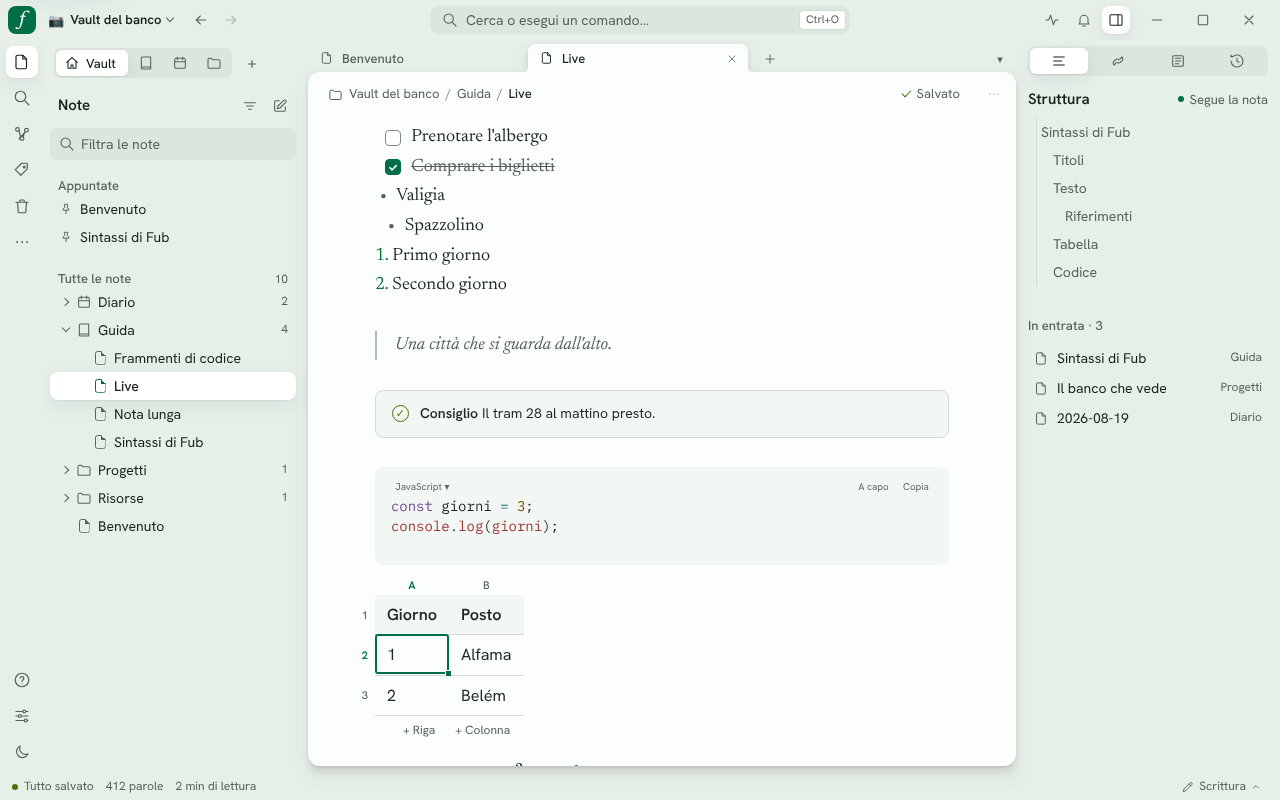 f
Vault del banco
Cerca o esegui un comando…
Ctrl+O
Vault
Note
Filtra le note
Appuntate
Benvenuto
Sintassi di Fub
Tutte le note 10
Diario 2
Guida 4
Frammenti di codice
Live
Nota lunga
Sintassi di Fub
Progetti 1
Risorse 1
Benvenuto
Benvenuto
Live
Vault del banco / Guida / Live
Salvato
Prenotare l'albergo
Comprare i biglietti
• Valigia
• Spazzolino
1. Primo giorno
2. Secondo giorno
Una città che si guarda dall'alto.
Consiglio Il tram 28 al mattino presto.
JavaScript
A capo Copia
const giorni = 3;
console.log(giorni);
A B
1 Giorno Posto
2 1 Alfama
3 2 Belém
+ Riga + Colonna
Struttura
Segue la nota
Sintassi di Fub
Titoli
Testo
Riferimenti
Tabella
Codice
In entrata · 3
Sintassi di Fub Guida
Il banco che vede Progetti
2026-08-19 Diario
Tutto salvato 412 parole 2 min di lettura
Scrittura